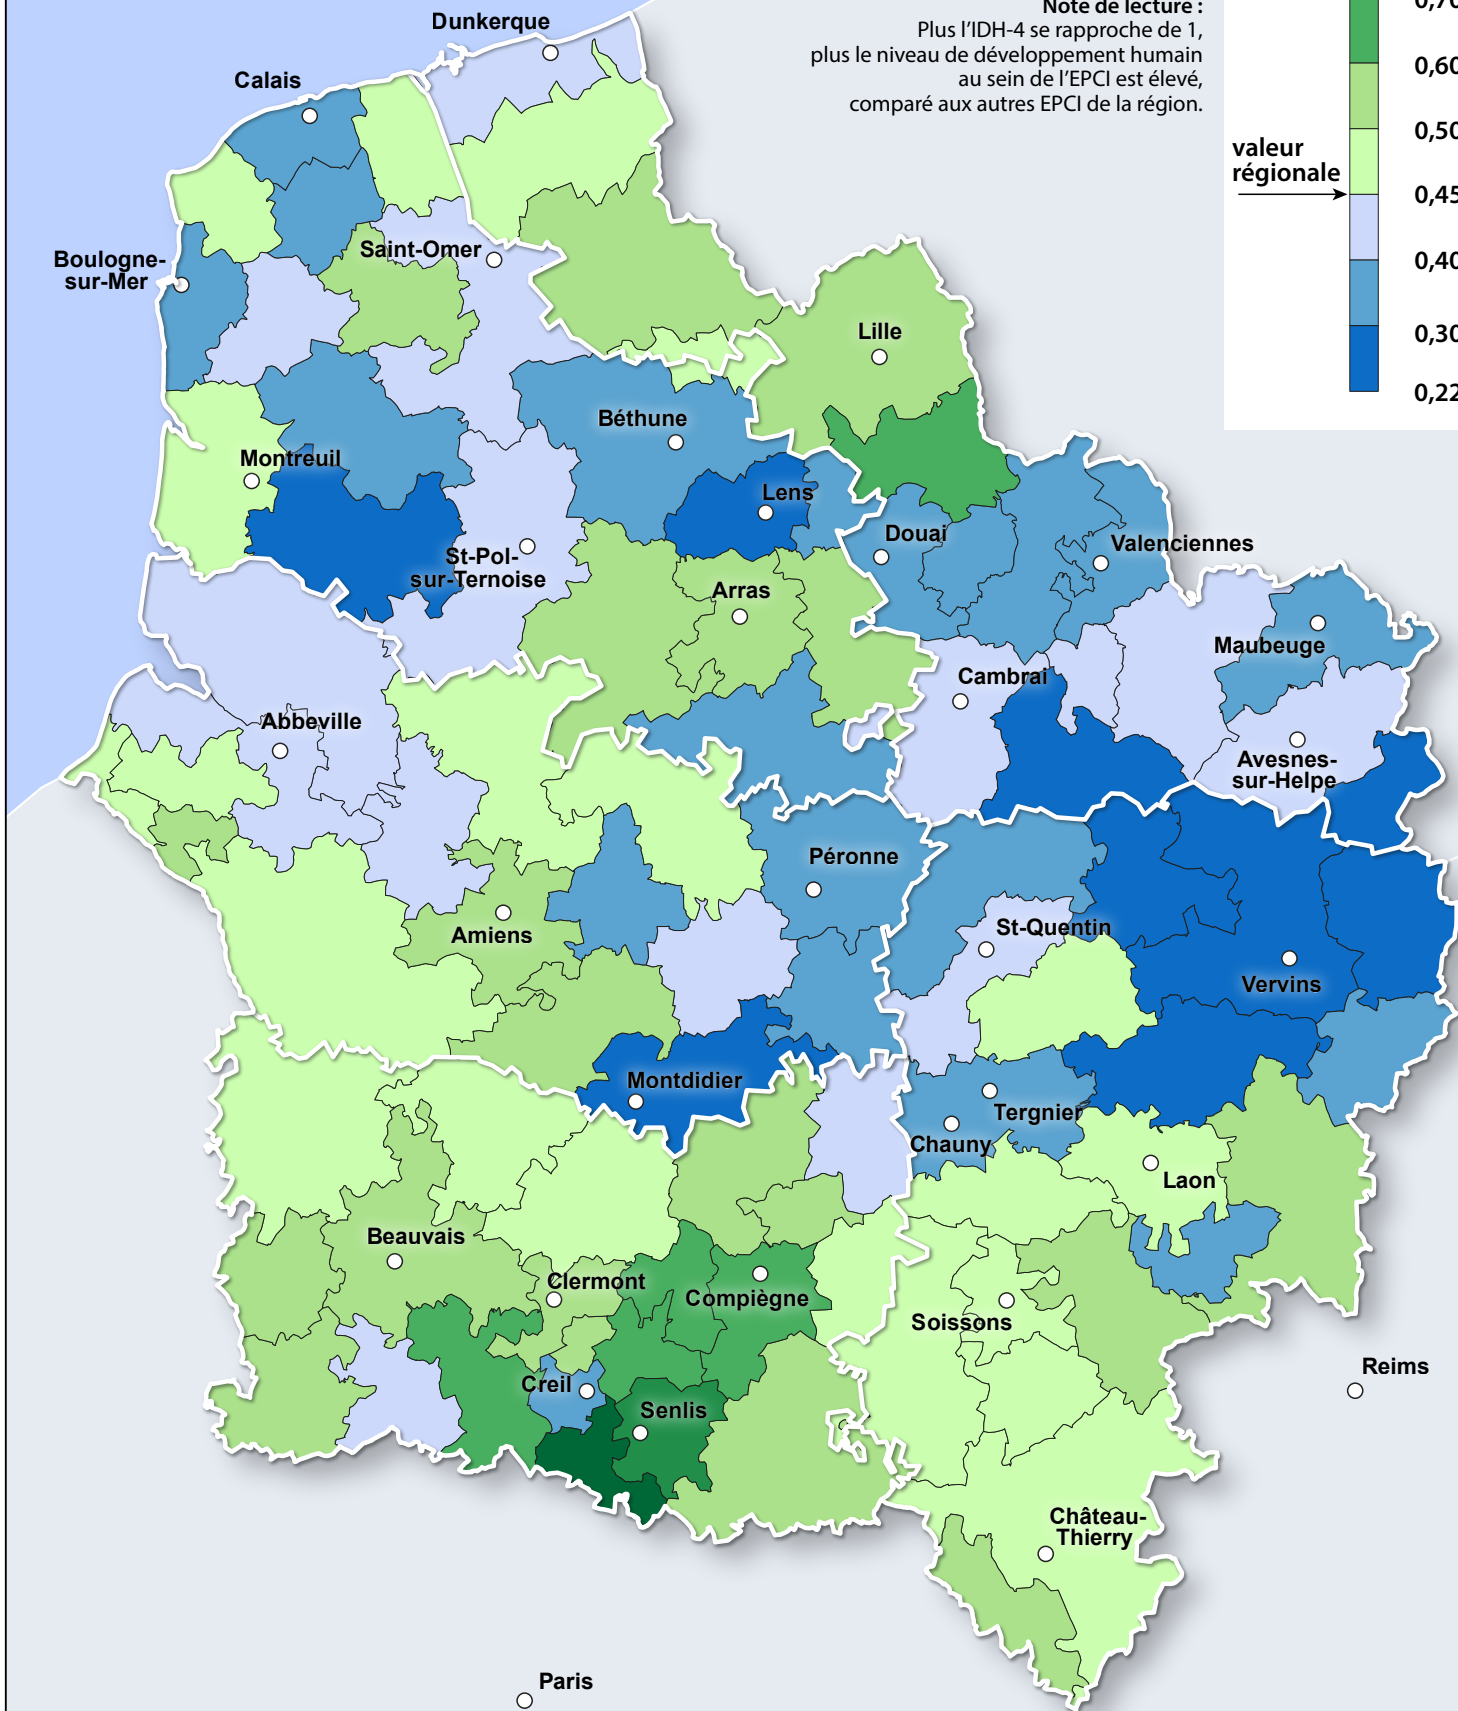 Note de lecture :
Plus l'IDH-4 se rapproche de 1,
plus le niveau de développement humain
au sein de l'EPCI est élevé,
comparé aux autres EPCI de la région.
0,60
0,50
valeur
régionale
0,45
0,40
0,30
0,22
Dunkerque
Calais
Saint-Omer
Boulogne-
sur-Mer
Lille
Béthune
Montreuil
Lens
Douai
Valenciennes
St-Pol-
sur-Ternoise
Arras
Maubeuge
Cambrai
Abbeville
Avesnes-
sur-Helpe
Péronne
Amiens
St-Quentin
Vervins
Montdidier
Tergnier
Chauny
Laon
Beauvais
Clermont
Compiègne
Soissons
Reims
Creil
Senlis
Château-
Thierry
Paris